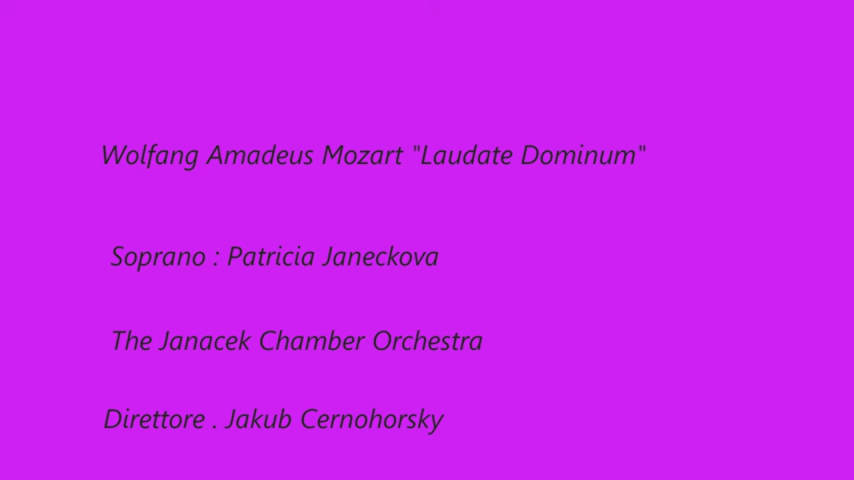 Wolfang Amadeus Mozart "Laudate Dominum"
Soprano : Patricia Janeckova
The Janacek Chamber Orchestra
Direttore . Jakub Cernohorsky